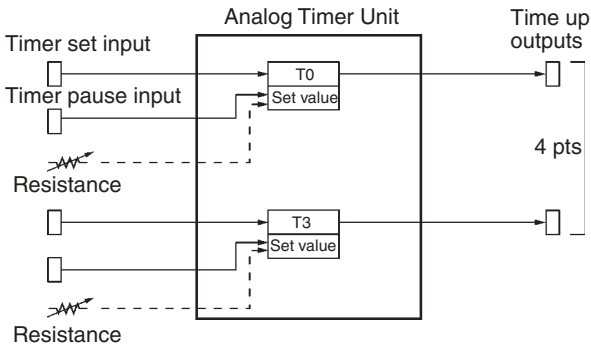 Analog Timer Unit
Time up
outputs
Timer set input
T0
Timer pause input
Set value
4 pts
Resistance
T3
Set value
Resistance